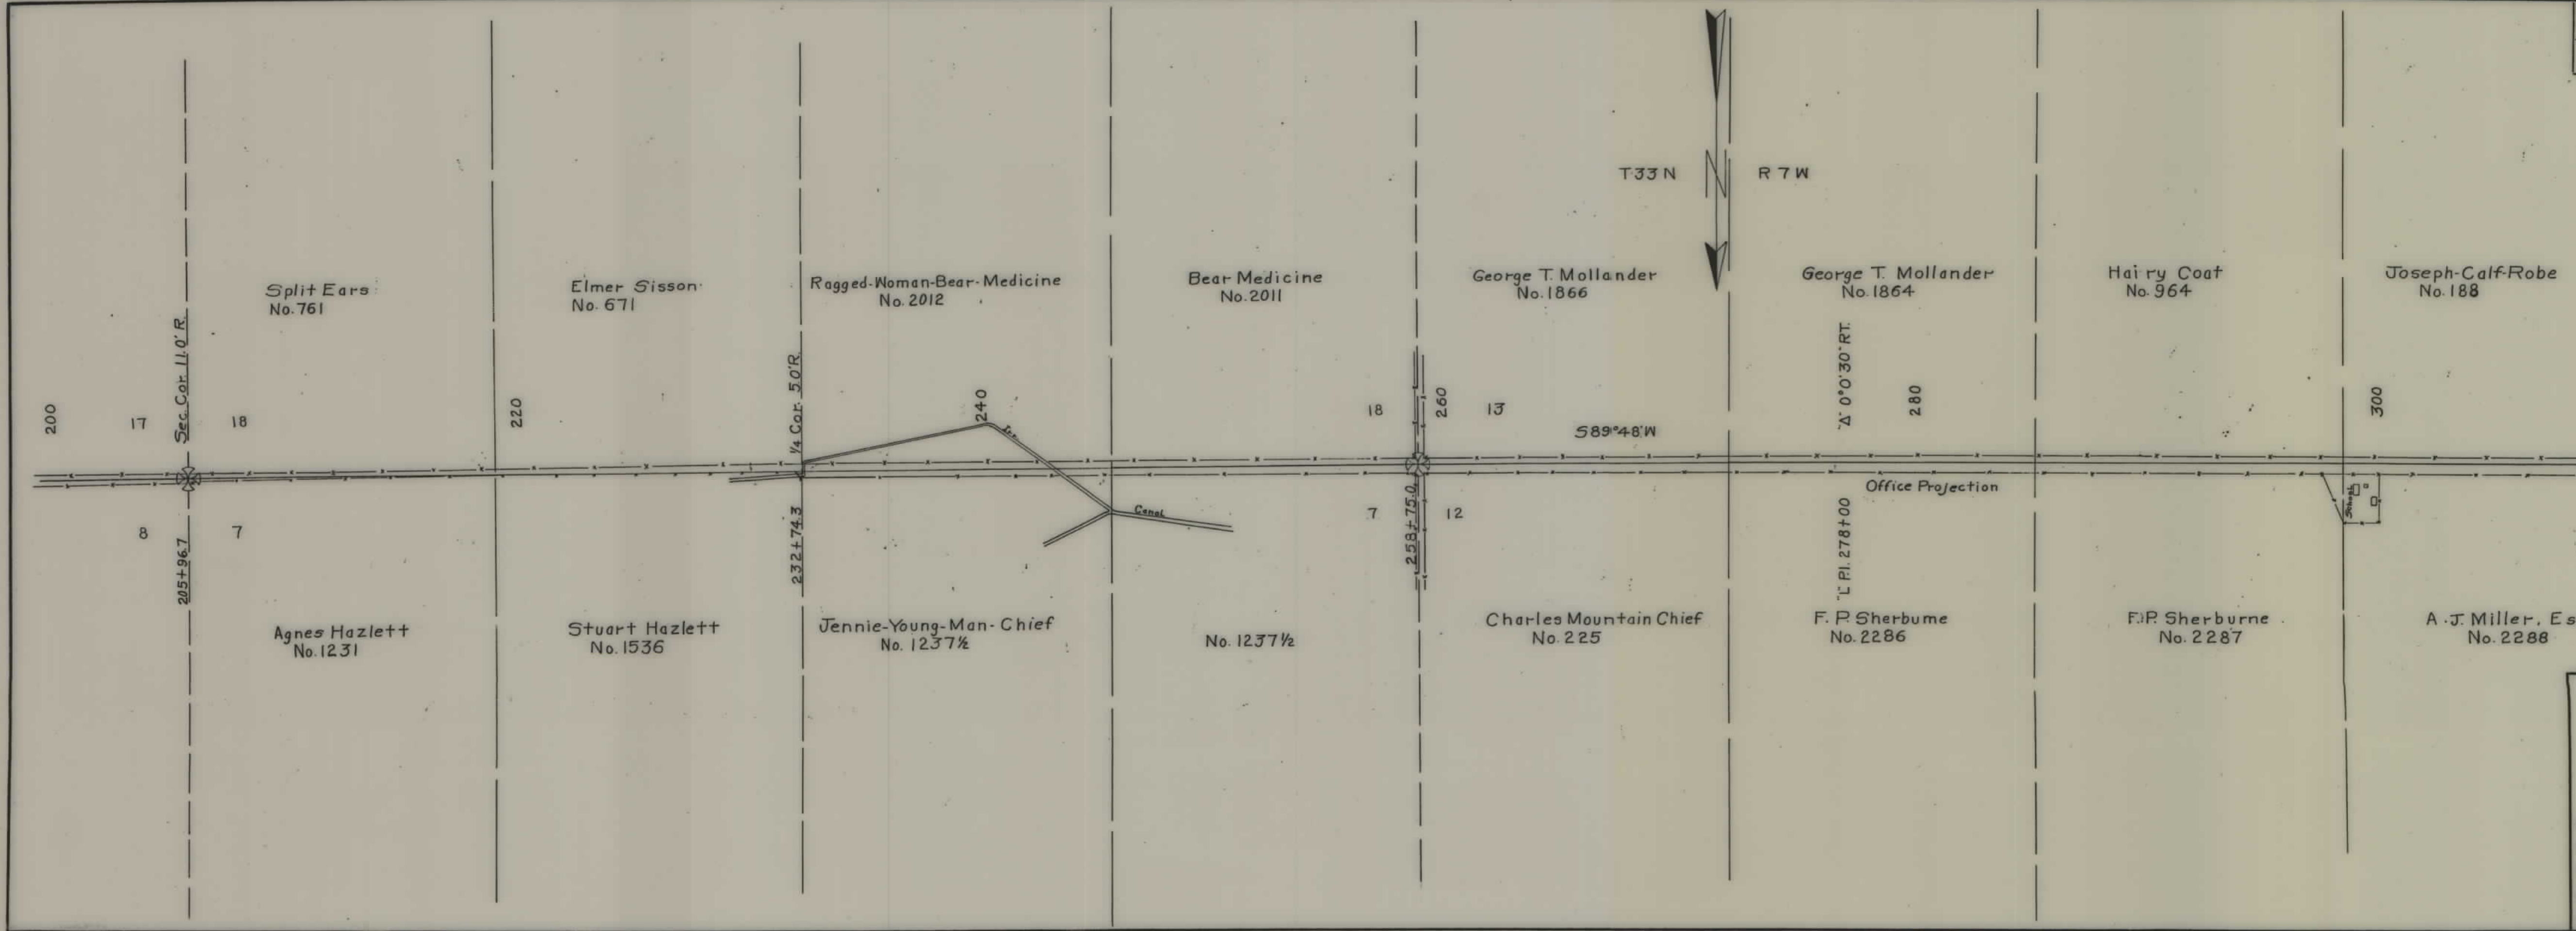 T33N N R 7 W
Split Ears
No. 761
Elmer Sisson
No. 671
Ragged-Woman-Bear-Medicine
No. 2012
Bear Medicine
No. 2011
George T. Mollander
No. 1866
George T. Mollander
No. 1864
Hairy Coat
No. 964
Joseph-Calf-Robe
No. 188
200
17
Sec. Cor. 11.0' R.
18
220
1/4 Cor. 5.0' R.
240
18
260
13
S89°48'W
Δ 0°0'30" RT.
280
300
Irr.
Canal
Office Projection
School
8
205+96.7
7
232+74.3
7
258+75.0
12
"L" P.I. 278+00
Agnes Hazlett
No. 1231
Stuart Hazlett
No. 1536
Jennie-Young-Man-Chief
No. 1237½
No. 1237½
Charles Mountain Chief
No. 225
F. P. Sherburne
No. 2286
F. P. Sherburne
No. 2287
A. J. Miller, Es
No. 2288